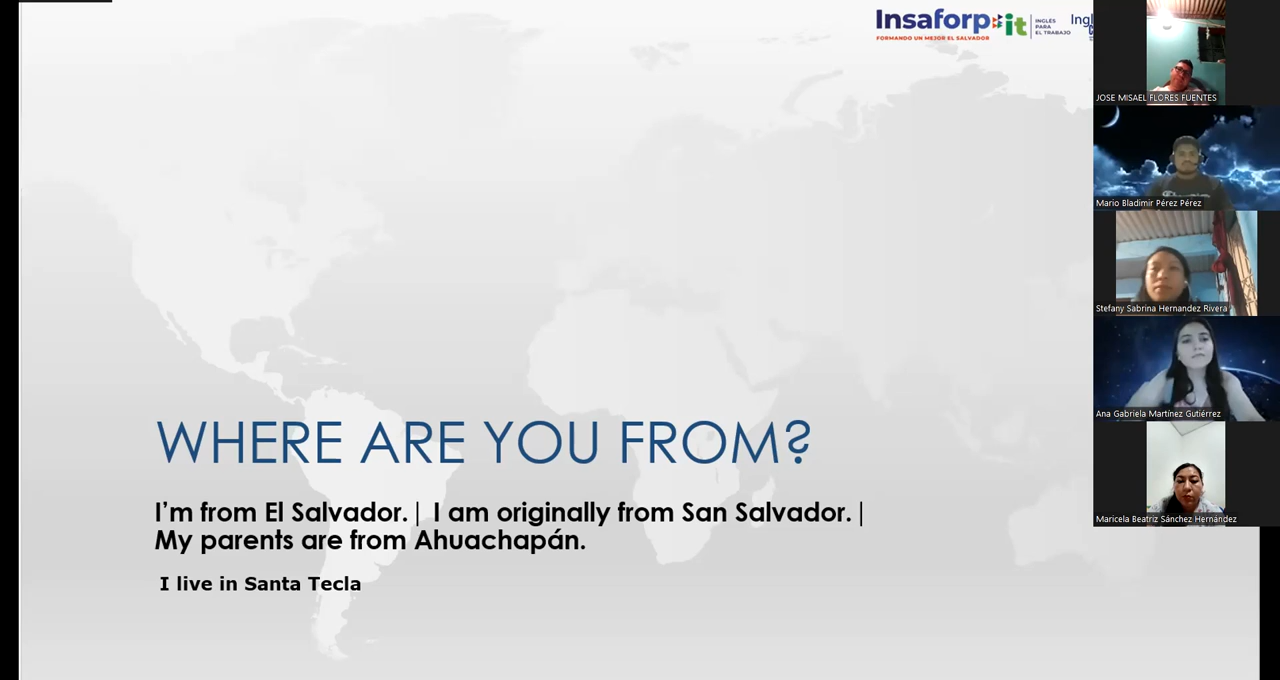 Insaforp it
FORMANDO UN MEJOR EL SALVADOR
INGLÉS
PARA
EL TRABAJO
JOSE MISAEL FLORES FUENTES
Mario Bladimir Pérez Pérez
Stefany Sabrina Hernandez Rivera
Ana Gabriela Martínez Gutiérrez
Maricela Beatriz Sánchez Hernández
WHERE ARE YOU FROM?
I'm from El Salvador. | I am originally from San Salvador. |
My parents are from Ahuachapán.
I live in Santa Tecla